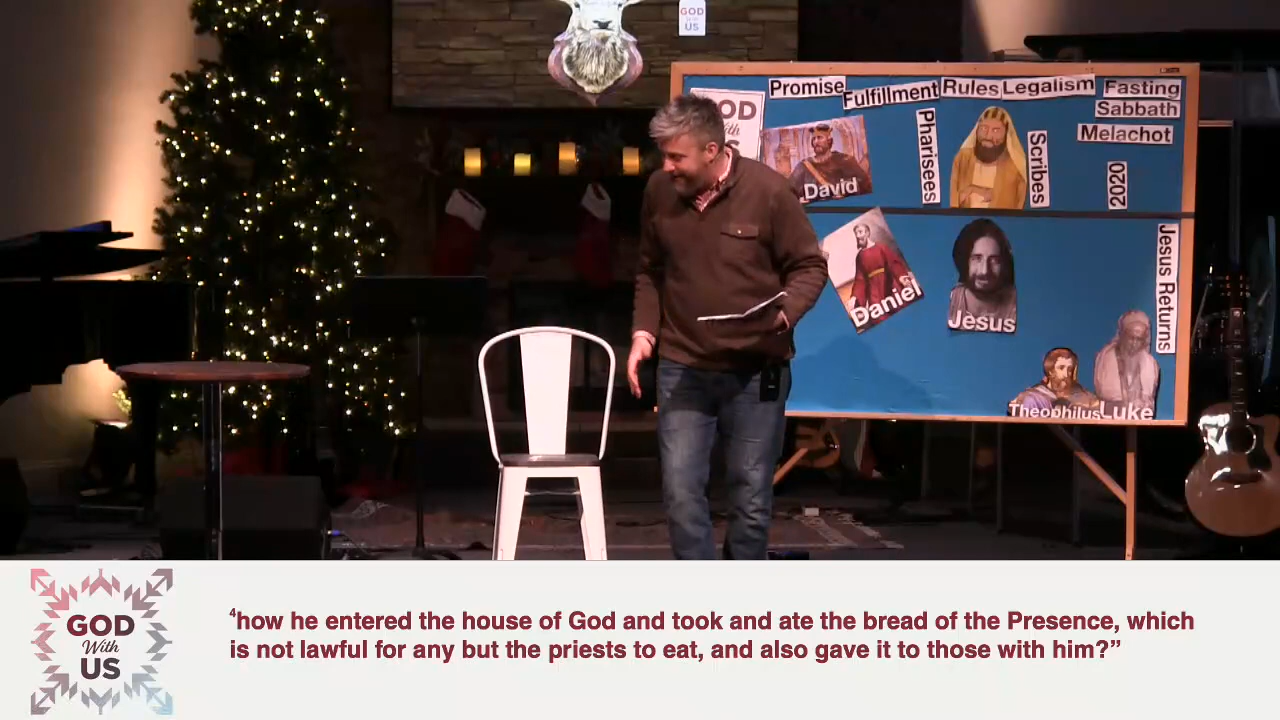 GOD
US
Promise
Fulfillment
Rules
Legalism
Fasting
Sabbath
Melachot
2020
Pharisees
Scribes
David
Daniel
Jesus
Jesus Returns
Theophilus
Luke
GOD
With
US
⁴how he entered the house of God and took and ate the bread of the Presence, which
is not lawful for any but the priests to eat, and also gave it to those with him?”